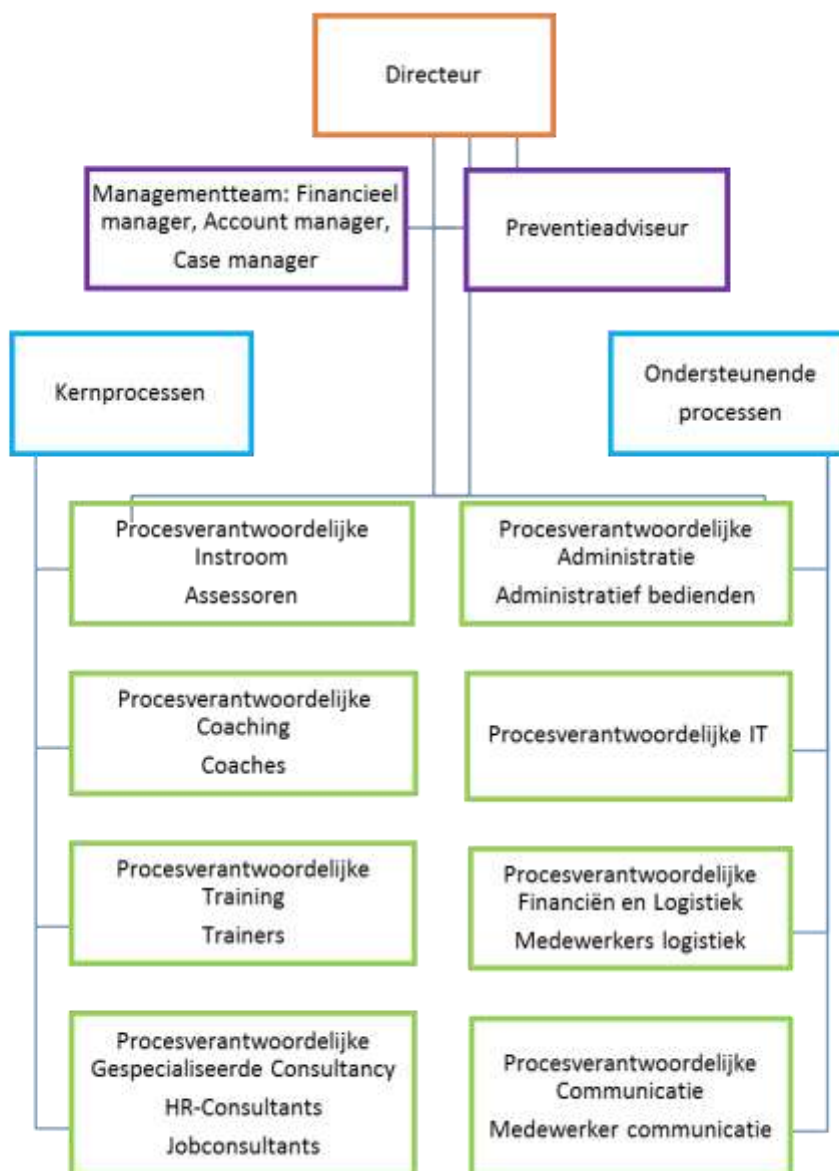 Directeur
Managementteam: Financieel
manager, Account manager,
Case manager
Preventieadviseur
Kernprocessen
Ondersteunende
processen
Procesverantwoordelijke
Instroom
Assessoren
Procesverantwoordelijke
Administratie
Administratief bedienden
Procesverantwoordelijke
Coaching
Coaches
Procesverantwoordelijke IT
Procesverantwoordelijke
Training
Trainers
Procesverantwoordelijke
Financiën en Logistiek
Medewerkers logistiek
Procesverantwoordelijke
Gespecialiseerde Consultancy
HR-Consultants
Jobconsultants
Procesverantwoordelijke
Communicatie
Medewerker communicatie